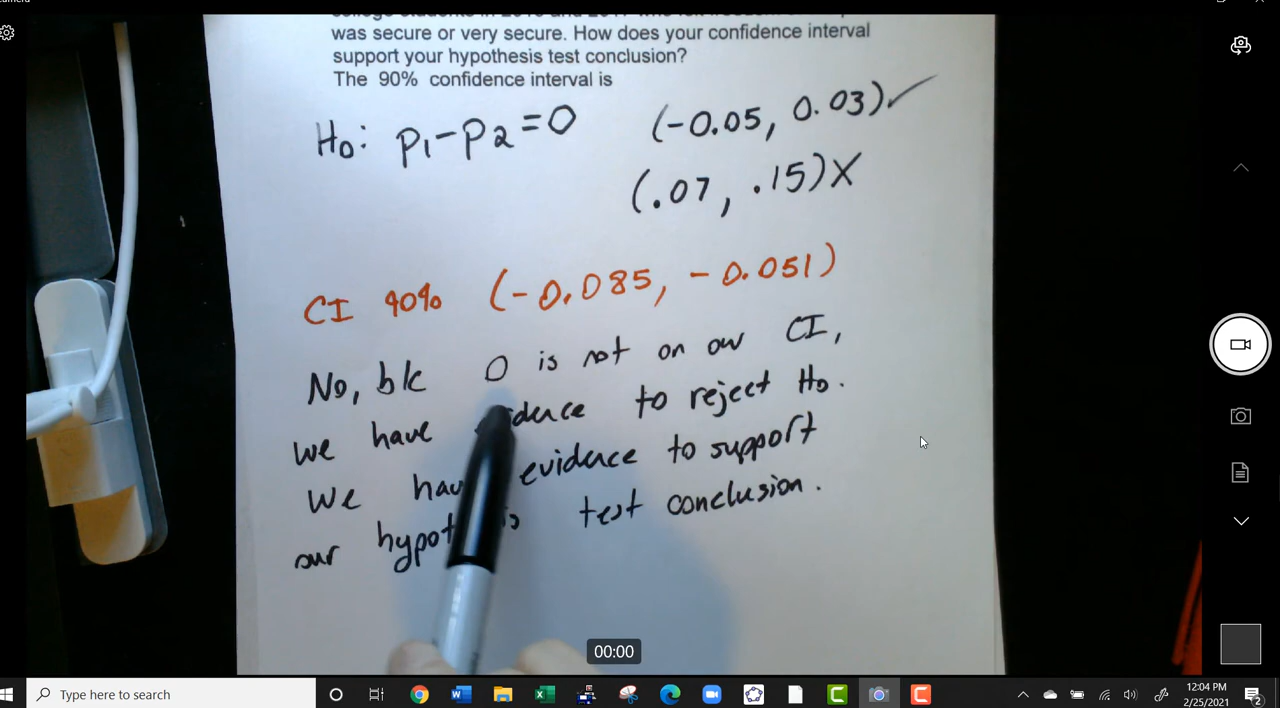 was secure or very secure. How does your confidence interval
support your hypothesis test conclusion?
The 90% confidence interval is
H0: p1-p2=0 (-0.05, 0.03)✓
(.07, .15)X
CI 90% (-0.085, -0.051)
No, bk 0 is not on our CI,
we have to reject Ho.
We evidence to support
our test conclusion.
00:00
Type here to search
12:04 PM
2/25/2021
2